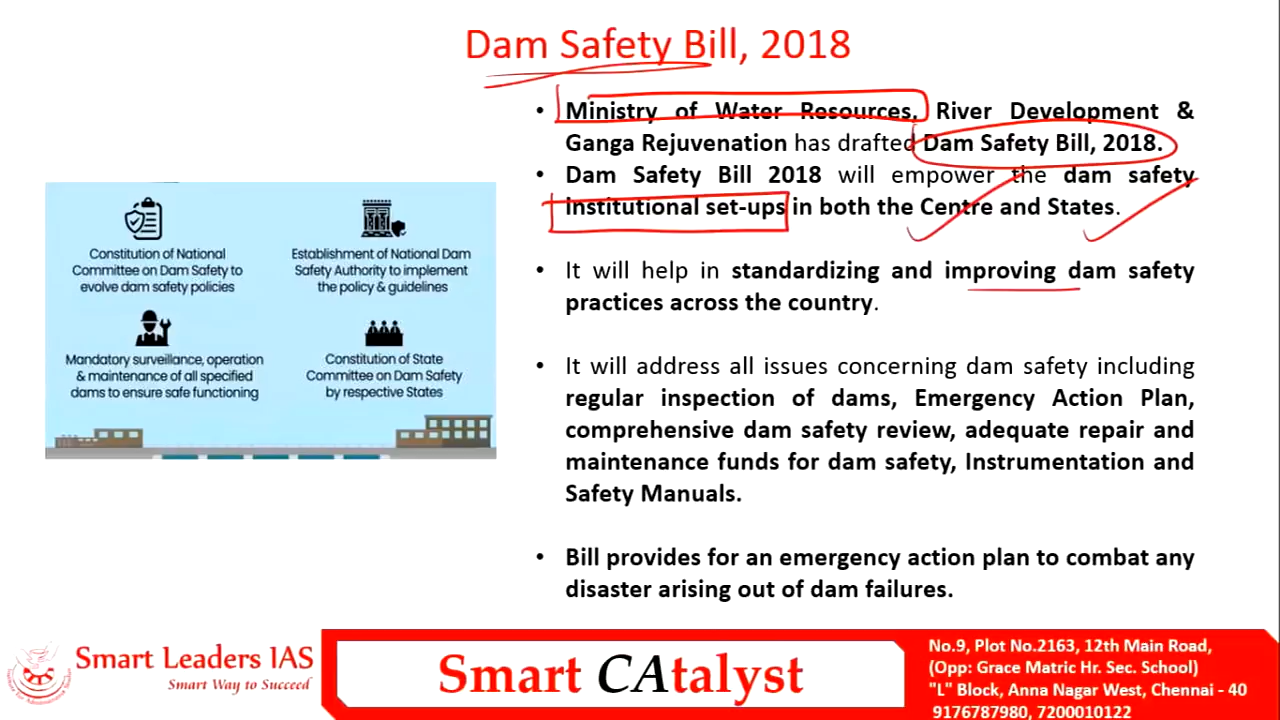 Dam Safety Bill, 2018
• Ministry of Water Resources, River Development &
Ganga Rejuvenation has drafted Dam Safety Bill, 2018.
• Dam Safety Bill 2018 will empower the dam safety
institutional set-ups in both the Centre and States.
• It will help in standardizing and improving dam safety
practices across the country.
• It will address all issues concerning dam safety including
regular inspection of dams, Emergency Action Plan,
comprehensive dam safety review, adequate repair and
maintenance funds for dam safety, Instrumentation and
Safety Manuals.
• Bill provides for an emergency action plan to combat any
disaster arising out of dam failures.
Constitution of National
Committee on Dam Safety to
evolve dam safety policies
Establishment of National Dam
Safety Authority to implement
the policy & guidelines
Mandatory surveillance, operation
& maintenance of all specified
dams to ensure safe functioning
Constitution of State
Committee on Dam Safety
by respective States
Smart Leaders IAS
Smart Way to Succeed
Smart CAtalyst
No.9, Plot No.2163, 12th Main Road,
(Opp: Grace Matric Hr. Sec. School)
"L" Block, Anna Nagar West, Chennai - 40
9176787980, 7200010122